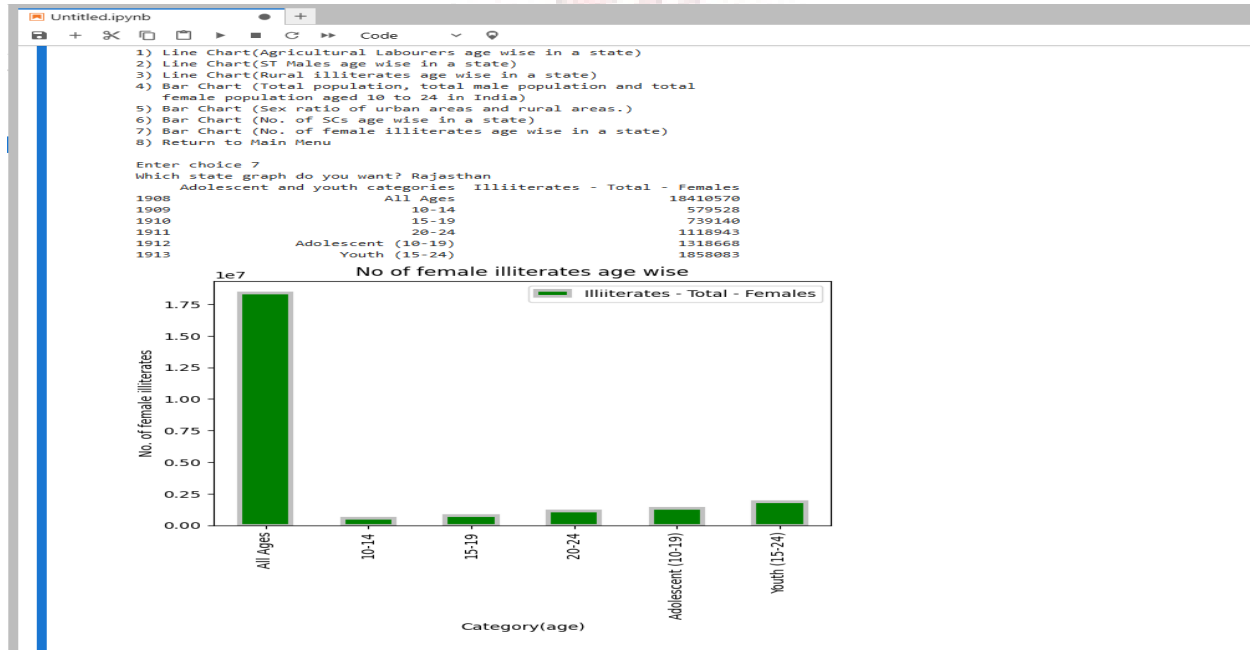 Untitled.ipynb
Code
1) Line Chart(Agricultural Labourers age wise in a state)
2) Line Chart(ST Males age wise in a state)
3) Line Chart(Rural illiterates age wise in a state)
4) Bar Chart (Total population, total male population and total
female population aged 10 to 24 in India)
5) Bar Chart (Sex ratio of urban areas and rural areas.)
6) Bar Chart (No. of SCs age wise in a state)
7) Bar Chart (No. of female illiterates age wise in a state)
8) Return to Main Menu
Enter choice 7
Which state graph do you want? Rajasthan
Adolescent and youth categories Illiiterates - Total - Females
1908 All Ages 18410570
1909 10-14 579528
1910 15-19 739140
1911 20-24 1118943
1912 Adolescent (10-19) 1318668
1913 Youth (15-24) 1858083
No of female illiterates age wise
1e7
Illiiterates - Total - Females
1.75
1.50
1.25
1.00
0.75
0.50
0.25
0.00
No. of female illiterates
All Ages
10-14
15-19
20-24
Adolescent (10-19)
Youth (15-24)
Category(age)